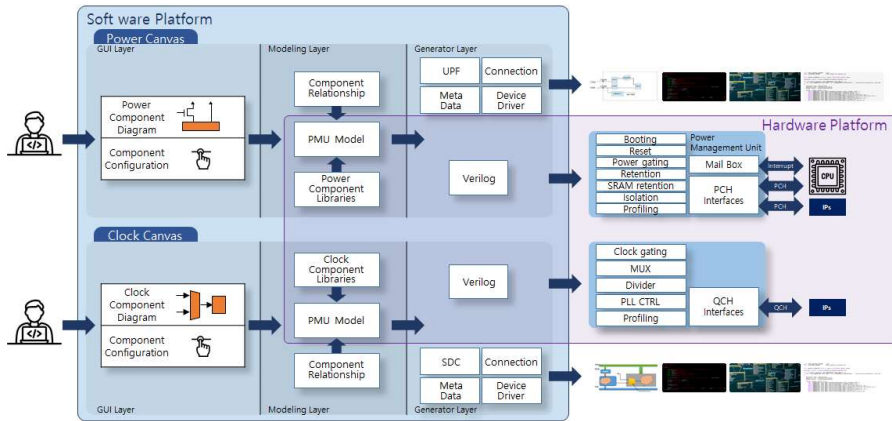 Soft ware Platform
Power Canvas
GUI Layer
Modeling Layer
Generator Layer
Power
Component
Diagram
Component
Configuration
Component
Relationship
PMU Model
Power
Component
Libraries
UPF
Connection
Meta
Data
Device
Driver
Verilog
Hardware Platform
Booting
Reset
Power gating
Retention
SRAM retention
Isolation
Profiling
Power
Management Unit
Mail Box
PCH
Interfaces
Interrupt
PCH
PCH
CPU
IPs
Clock Canvas
Clock
Component
Diagram
Component
Configuration
Clock
Component
Libraries
PMU Model
Component
Relationship
Verilog
SDC
Connection
Meta
Data
Device
Driver
GUI Layer
Modeling Layer
Generator Layer
Clock gating
MUX
Divider
PLL CTRL
Profiling
QCH
Interfaces
QCH
IPs